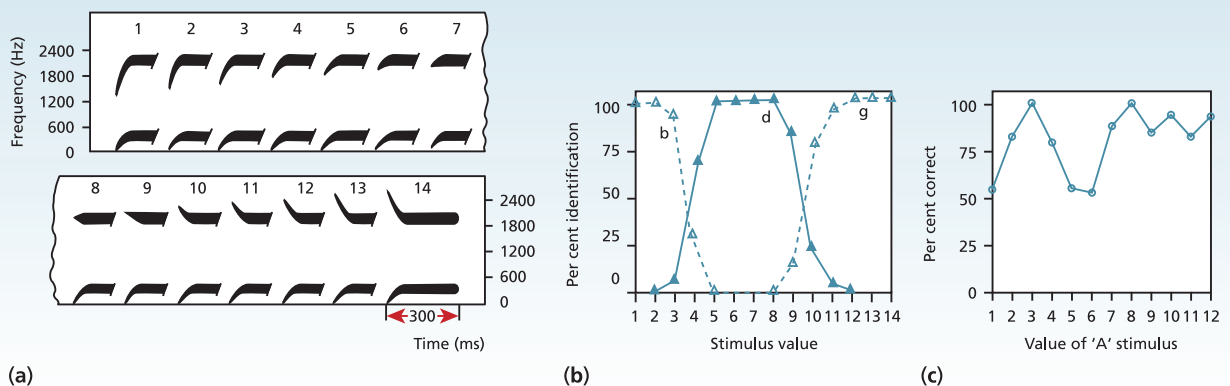 1 2 3 4 5 6 7
Frequency (Hz)
2400
1800
1200
600
0
8 9 10 11 12 13 14
2400
1800
1200
600
0
300
Time (ms)
(a)
Per cent identification
100
75
50
25
0
b
d
g
1 2 3 4 5 6 7 8 9 10 11 12 13 14
Stimulus value
(b)
Per cent correct
100
75
50
25
0
1 2 3 4 5 6 7 8 9 10 11 12
Value of 'A' stimulus
(c)